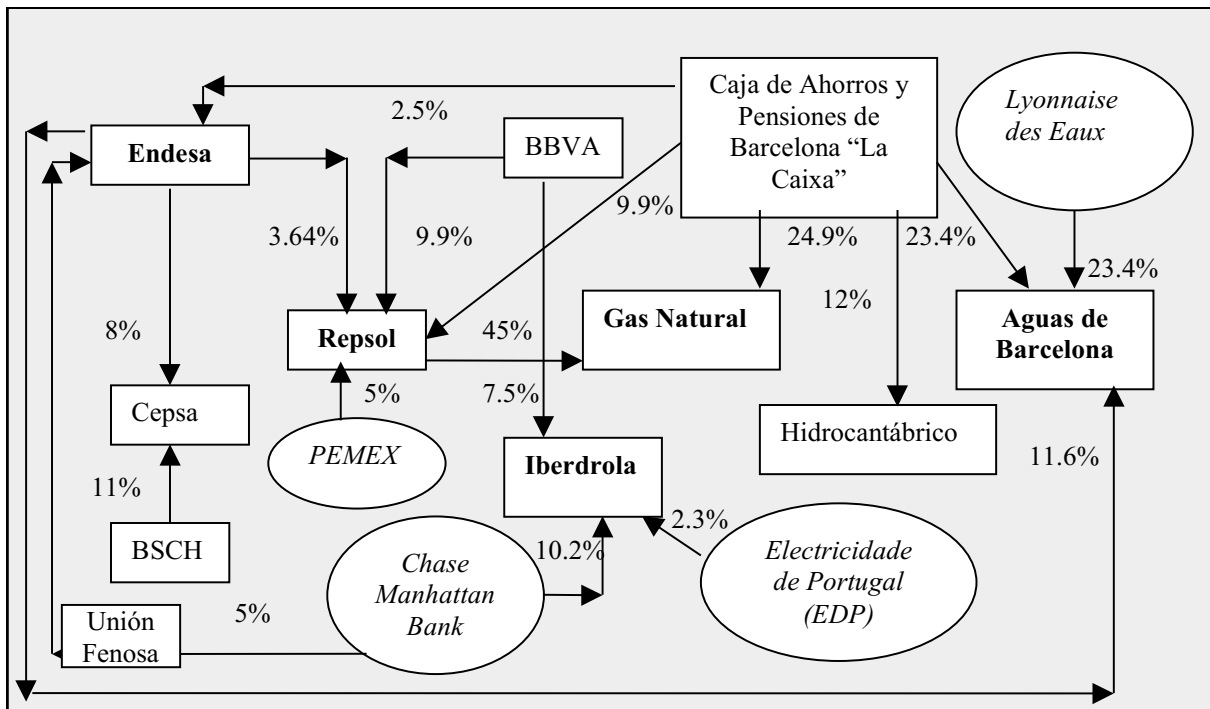 Caja de Ahorros y
Pensiones de
Barcelona “La
Caixa”
Lyonnaise
des Eaux
2.5%
Endesa
BBVA
9.9%
3.64%
9.9%
24.9%
23.4%
23.4%
12%
Repsol
45%
Gas Natural
Aguas de
Barcelona
8%
5%
7.5%
Cepsa
PEMEX
Hidrocantábrico
Iberdrola
11.6%
11%
2.3%
BSCH
10.2%
Chase
Manhattan
Bank
Electricidade
de Portugal
(EDP)
5%
Unión
Fenosa